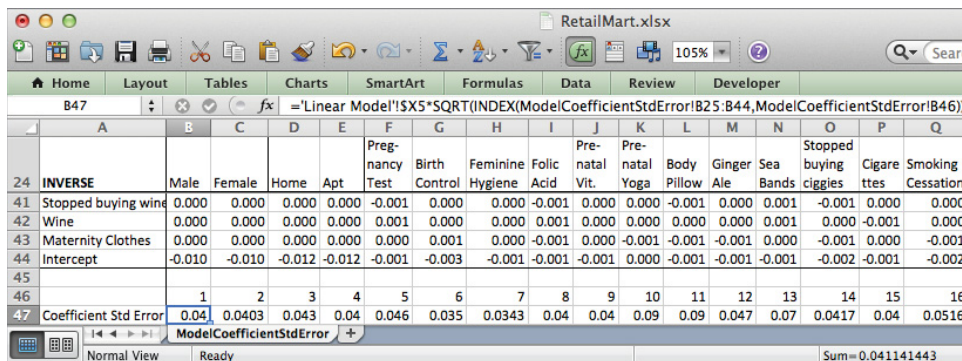 RetailMart.xlsx
105%
Home Layout Tables Charts SmartArt Formulas Data Review Developer
B47 fx ='Linear Model'!$X5*SQRT(INDEX(ModelCoefficientStdError!B25:B44,ModelCoefficientStdError!B46))
A B C D E F G H I J K L M N O P Q
24 INVERSE Male Female Home Apt Preg-nancy Test Birth Control Feminine Hygiene Folic Acid Pre-natal Vit. Pre-natal Yoga Body Pillow Ginger Ale Sea Bands Stopped buying ciggies Cigare ttes Smoking Cessation
41 Stopped buying wine 0.000 0.000 0.000 0.000 -0.001 0.000 0.000 -0.001 0.000 0.000 -0.001 0.000 0.001 -0.001 0.000 0.000
42 Wine 0.000 0.000 0.000 0.000 0.001 0.000 0.000 0.000 0.000 0.000 0.000 0.000 0.001 0.000 -0.001 0.000
43 Maternity Clothes 0.000 0.000 0.000 0.000 0.000 0.001 0.000 -0.001 0.000 -0.001 -0.001 -0.001 0.000 -0.001 0.000 -0.001
44 Intercept -0.010 -0.010 -0.012 -0.012 -0.001 -0.003 -0.001 -0.001 -0.001 0.000 -0.001 -0.001 -0.001 -0.002 -0.001 -0.002
45
46 1 2 3 4 5 6 7 8 9 10 11 12 13 14 15 16
47 Coefficient Std Error 0.04 0.0403 0.043 0.04 0.046 0.035 0.0343 0.04 0.04 0.09 0.09 0.047 0.07 0.0417 0.04 0.0516
ModelCoefficientStdError +
Normal View Ready Sum=0.041141443